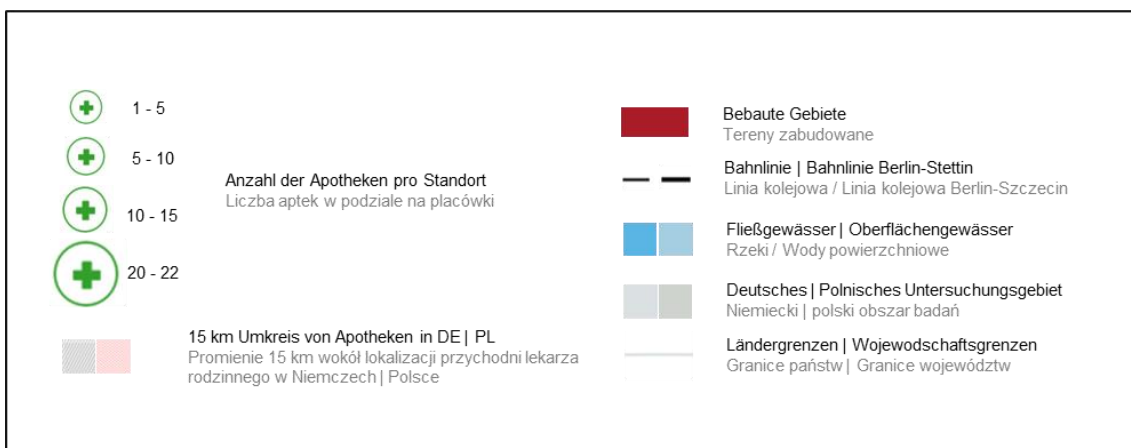 1 - 5
5 - 10
10 - 15
20 - 22
Anzahl der Apotheken pro Standort
Liczba aptek w podziale na placówki
15 km Umkreis von Apotheken in DE | PL
Promienie 15 km wokół lokalizacji przychodni lekarza
rodzinnego w Niemczech | Polsce
Bebaute Gebiete
Tereny zabudowane
Bahnlinie | Bahnlinie Berlin-Stettin
Linia kolejowa / Linia kolejowa Berlin-Szczecin
Fließgewässer | Oberflächengewässer
Rzeki / Wody powierzchniowe
Deutsches | Polnisches Untersuchungsgebiet
Niemiecki | polski obszar badań
Ländergrenzen | Wojewodschaftsgrenzen
Granice państw | Granice województw